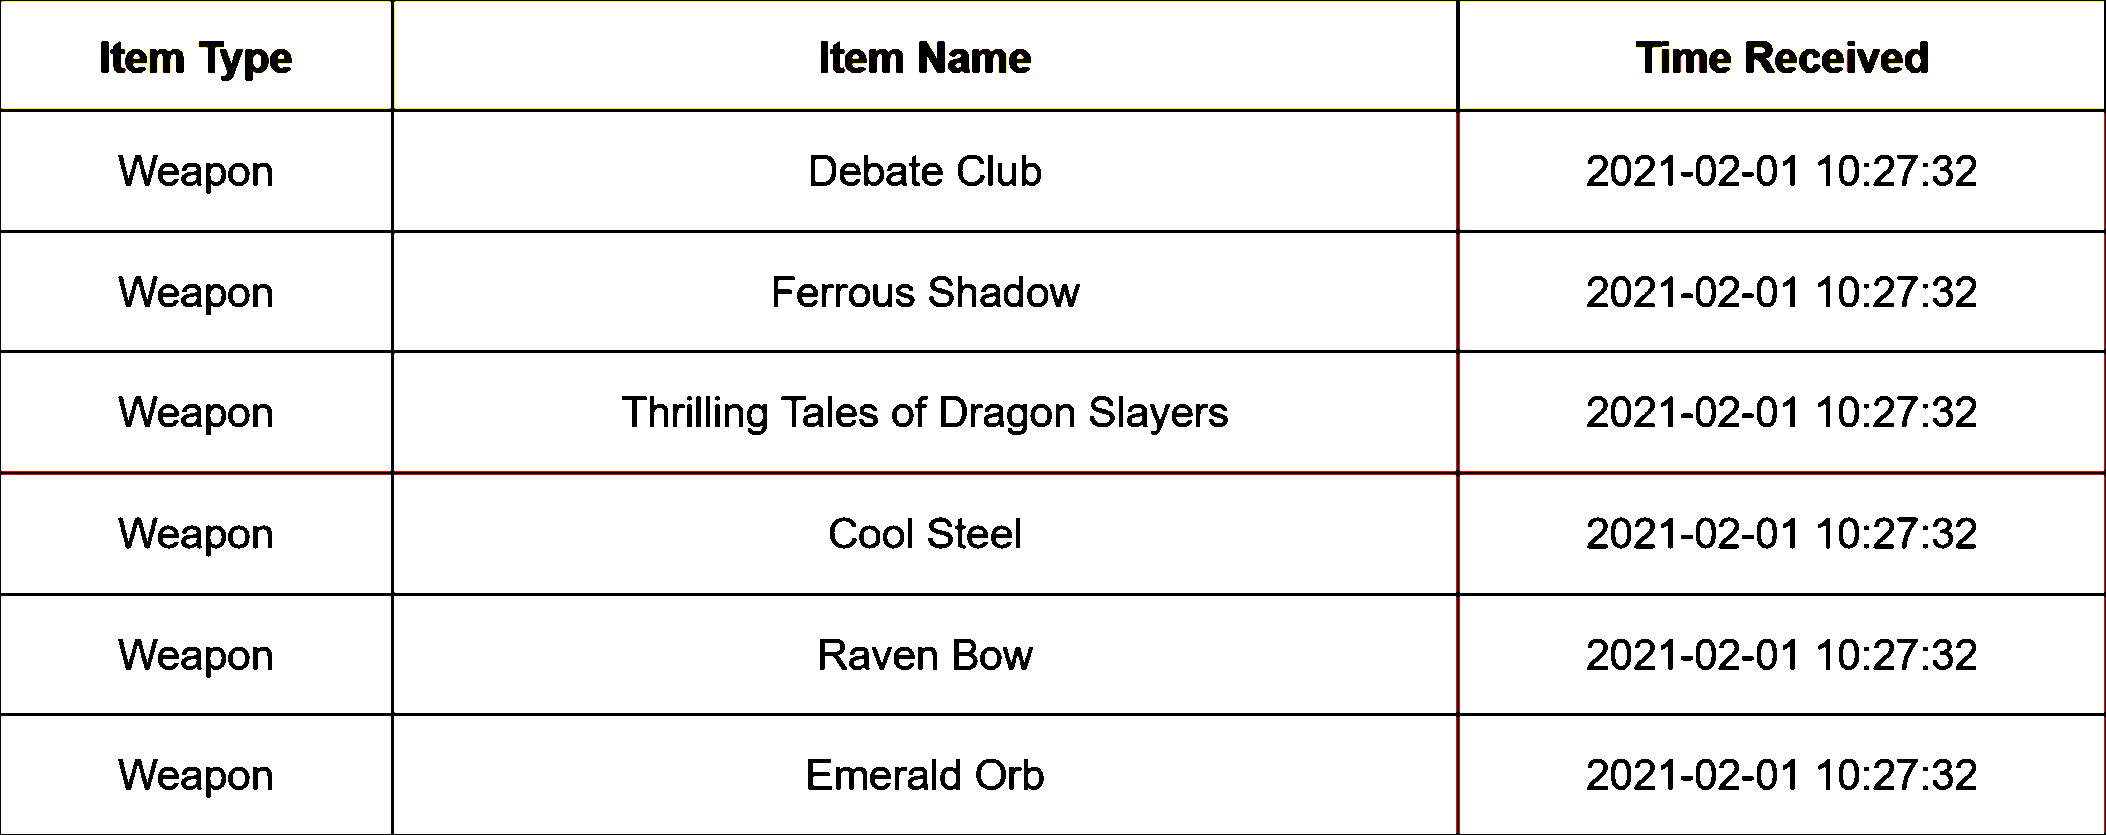 Item Type Item Name Time Received
Weapon Debate Club 2021-02-01 10:27:32
Weapon Ferrous Shadow 2021-02-01 10:27:32
Weapon Thrilling Tales of Dragon Slayers 2021-02-01 10:27:32
Weapon Cool Steel 2021-02-01 10:27:32
Weapon Raven Bow 2021-02-01 10:27:32
Weapon Emerald Orb 2021-02-01 10:27:32